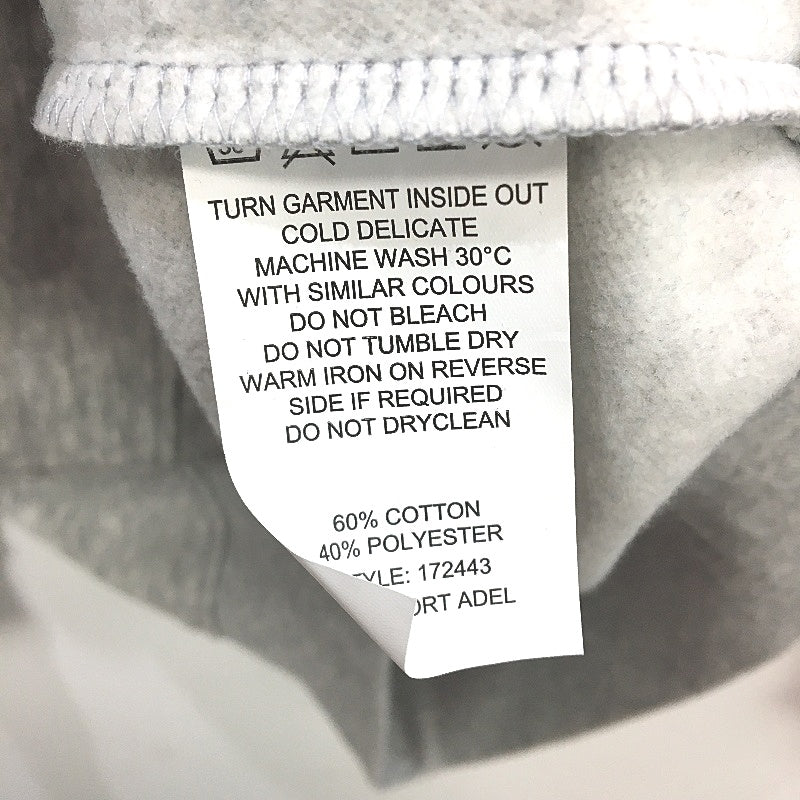 TURN GARMENT INSIDE OUT
COLD DELICATE
MACHINE WASH 30°C
WITH SIMILAR COLOURS
DO NOT BLEACH
DO NOT TUMBLE DRY
WARM IRON ON REVERSE
SIDE IF REQUIRED
DO NOT DRYCLEAN
60% COTTON
40% POLYESTER
172443
ADEL